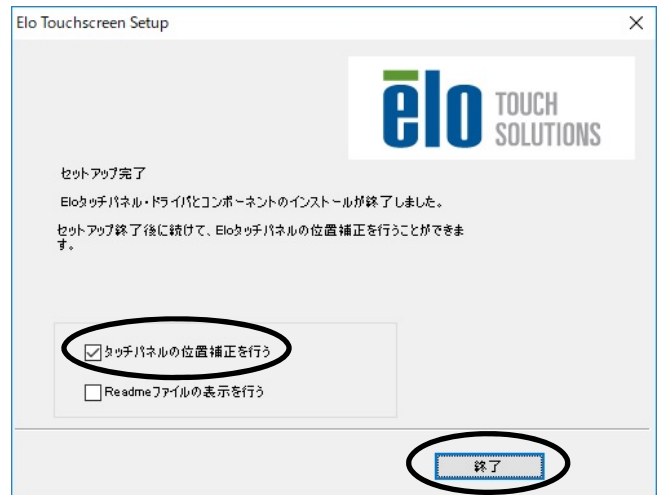 Elo Touchscreen Setup
elo TOUCH
SOLUTIONS
セットアップ完了
Eloタッチパネル・ドライバとコンポーネントのインストールが終了しました。
セットアップ終了後に続けて、Eloタッチパネルの位置補正を行うことができま
す。
タッチパネルの位置補正を行う
Readmeファイルの表示を行う
終了